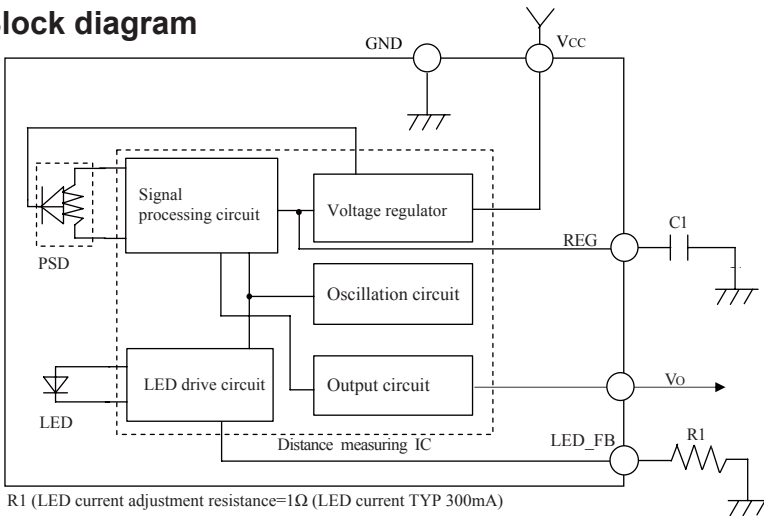 lock diagram
GND
Vcc
Signal
processing circuit
Voltage regulator
C1
REG
PSD
Oscillation circuit
LED drive circuit
Output circuit
Vo
LED
Distance measuring IC
LED_FB
R1
R1 (LED current adjustment resistance=1Ω (LED current TYP 300mA)